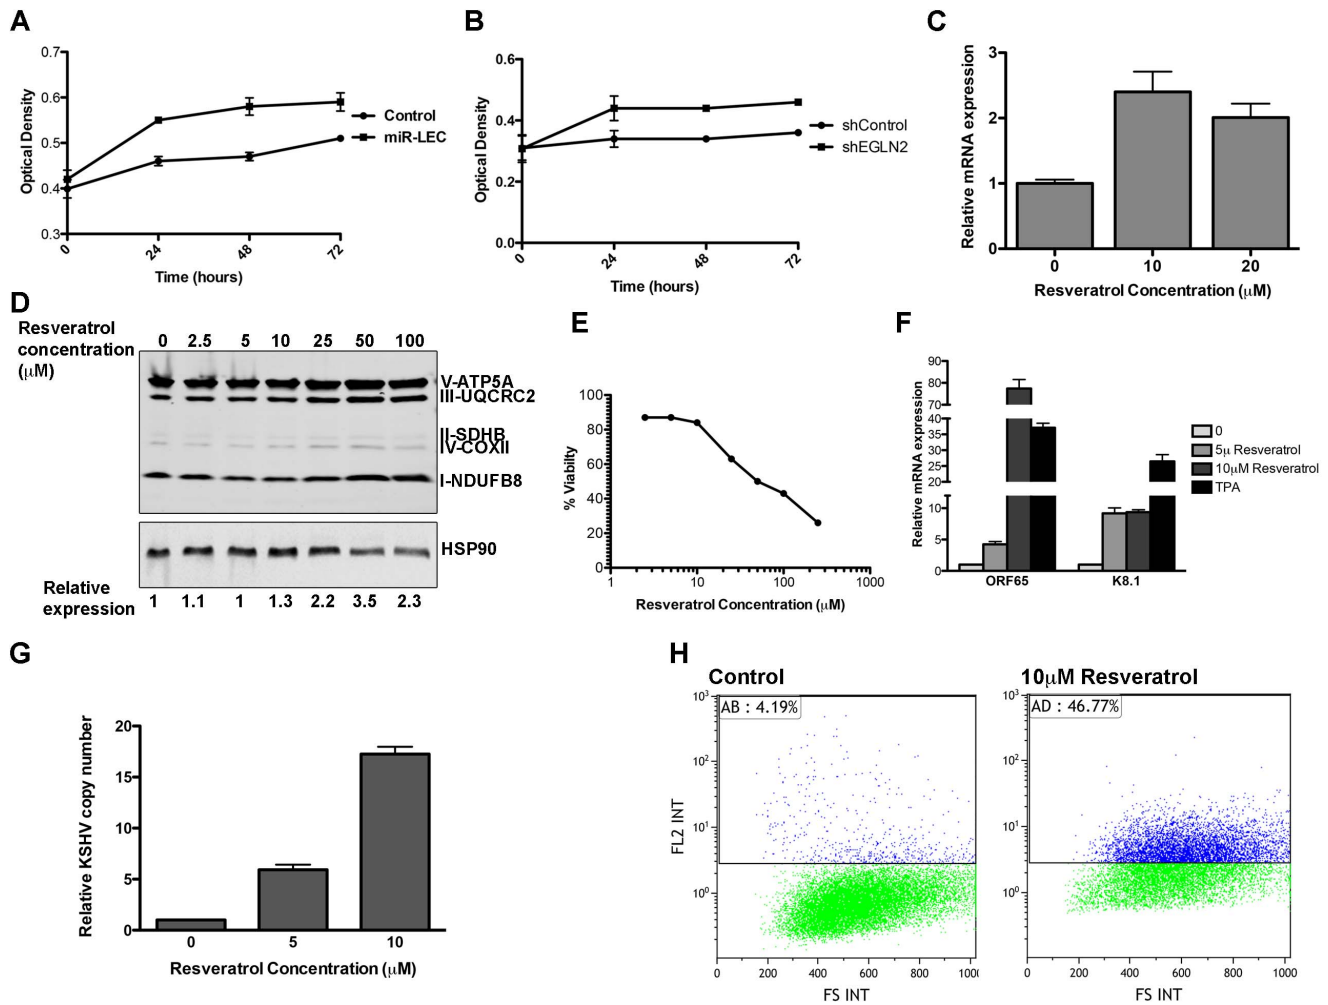 A
0.7
0.6
0.5
0.4
0.3
Optical Density
0
24
48
72
Time (hours)
Control
miR-LEC
B
0.6
0.4
0.2
0.0
Optical Density
0
24
48
72
Time (hours)
shControl
shEGLN2
C
3
2
1
0
Relative mRNA expression
0 10 20
Resveratrol Concentration (μM)
D
Resveratrol
concentration
(μM)
0 2.5 5 10 25 50 100
V-ATP5A
III-UQCRC2
II-SDHB
IV-COXII
I-NDUFB8
HSP90
Relative
expression
1 1.1 1 1.3 2.2 3.5 2.3
E
100
80
60
40
20
0
% Viabilty
1 10 100 1000
Resveratrol Concentration (μM)
F
90
80
70
40
35
30
25
20
10
5
0
Relative mRNA expression
ORF65 K8.1
0
5μ Resveratrol
10μM Resveratrol
TPA
G
20
15
10
5
0
Relative KSHV copy number
0 5 10
Resveratrol Concentration (μM)
H
Control
AB : 4.19%
10³
10²
10¹
10⁰
FL2 INT
0 200 400 600 800 1000
FS INT
10μM Resveratrol
AD : 46.77%
10³
10²
10¹
10⁰
0 200 400 600 800 1000
FS INT